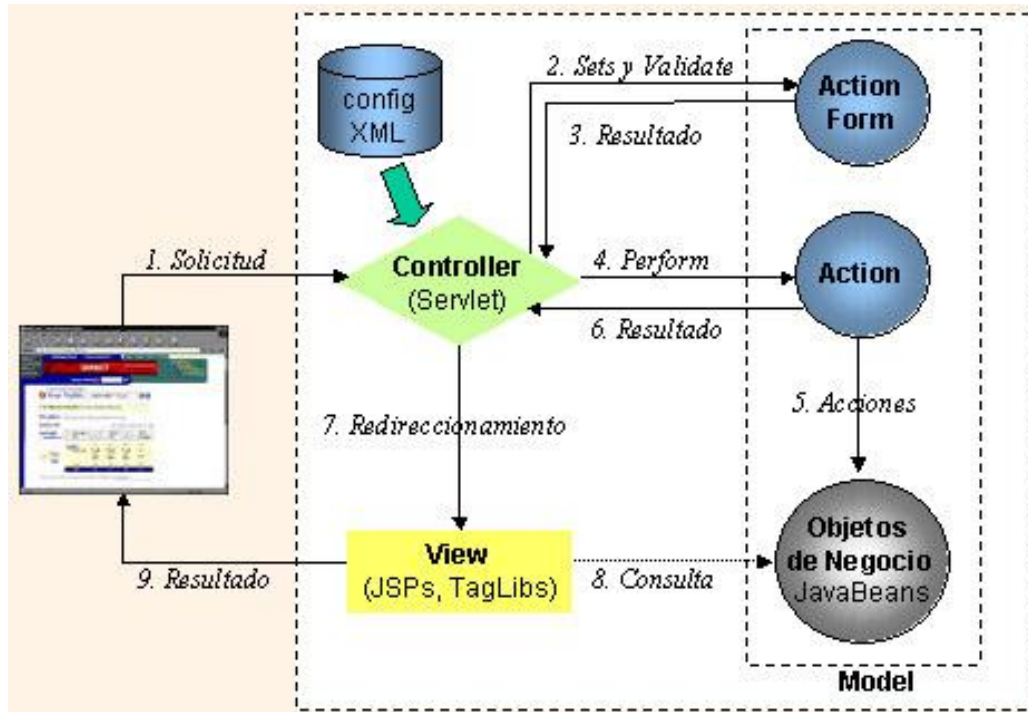 config
XML
2. Sets y Validate
Action
Form
3. Resultado
1. Solicitud
Controller
(Servlet)
4. Perform
Action
6. Resultado
7. Redireccionamiento
5. Acciones
View
(JSPs, TagLibs)
8. Consulta
Objetos
de Negocio
JavaBeans
9. Resultado
Model